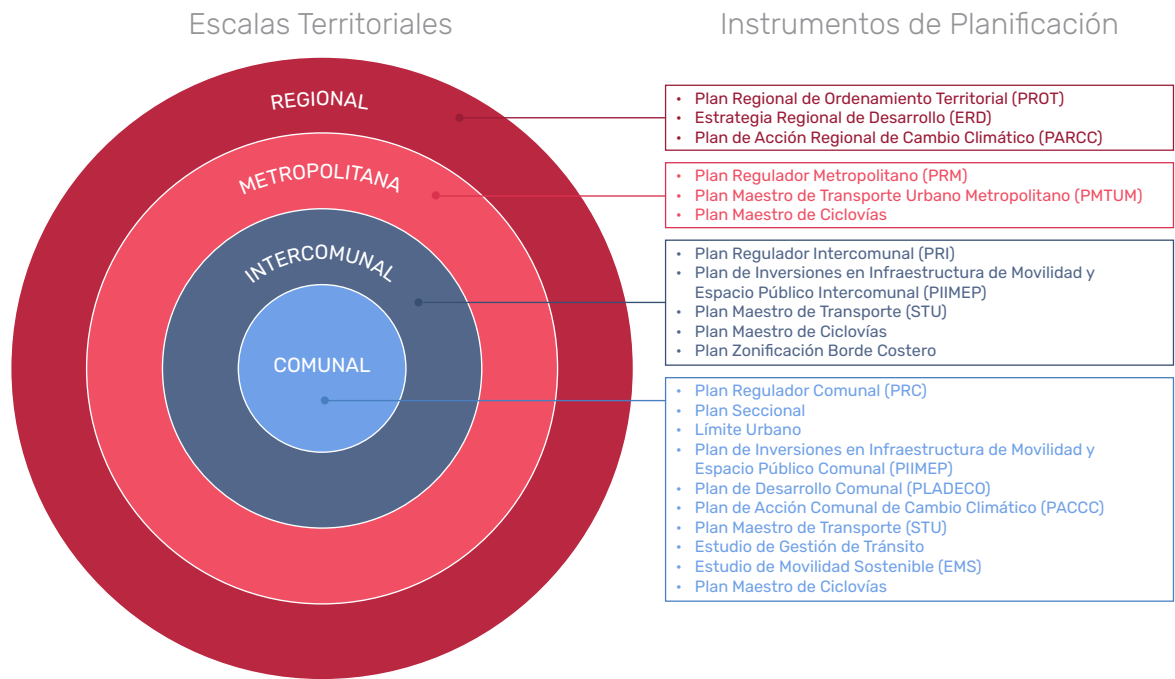 Escalas Territoriales
Instrumentos de Planificación
REGIONAL
METROPOLITANA
INTERCOMUNAL
COMUNAL
• Plan Regional de Ordenamiento Territorial (PROT)
• Estrategia Regional de Desarrollo (ERD)
• Plan de Acción Regional de Cambio Climático (PARCC)
• Plan Regulador Metropolitano (PRM)
• Plan Maestro de Transporte Urbano Metropolitano (PMTUM)
• Plan Maestro de Ciclovías
• Plan Regulador Intercomunal (PRI)
• Plan de Inversiones en Infraestructura de Movilidad y
Espacio Público Intercomunal (PIIMEP)
• Plan Maestro de Transporte (STU)
• Plan Maestro de Ciclovías
• Plan Zonificación Borde Costero
• Plan Regulador Comunal (PRC)
• Plan Seccional
• Límite Urbano
• Plan de Inversiones en Infraestructura de Movilidad y
Espacio Público Comunal (PIIMEP)
• Plan de Desarrollo Comunal (PLADECO)
• Plan de Acción Comunal de Cambio Climático (PACCC)
• Plan Maestro de Transporte (STU)
• Estudio de Gestión de Tránsito
• Estudio de Movilidad Sostenible (EMS)
• Plan Maestro de Ciclovías